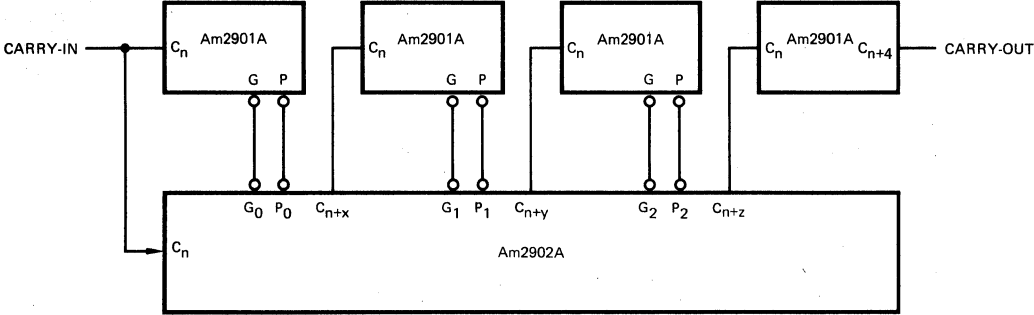 Am2901A
Am2901A
Am2901A
Am2901A
CARRY-IN
Cn
Cn
Cn
Cn
Cn+4
CARRY-OUT
G P
G P
G P
G0 P0 Cn+x G1 P1 Cn+y G2 P2 Cn+z
Cn
Am2902A